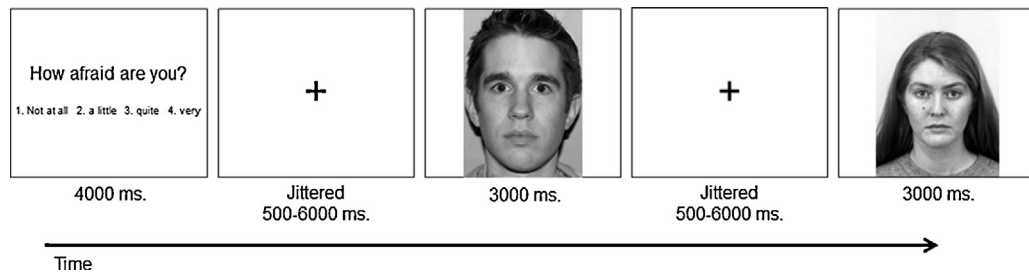 How afraid are you?
1. Not at all 2. a little 3. quite 4. very
+
+
4000 ms.
Jittered
500-6000 ms.
3000 ms.
Jittered
500-6000 ms.
3000 ms.
Time